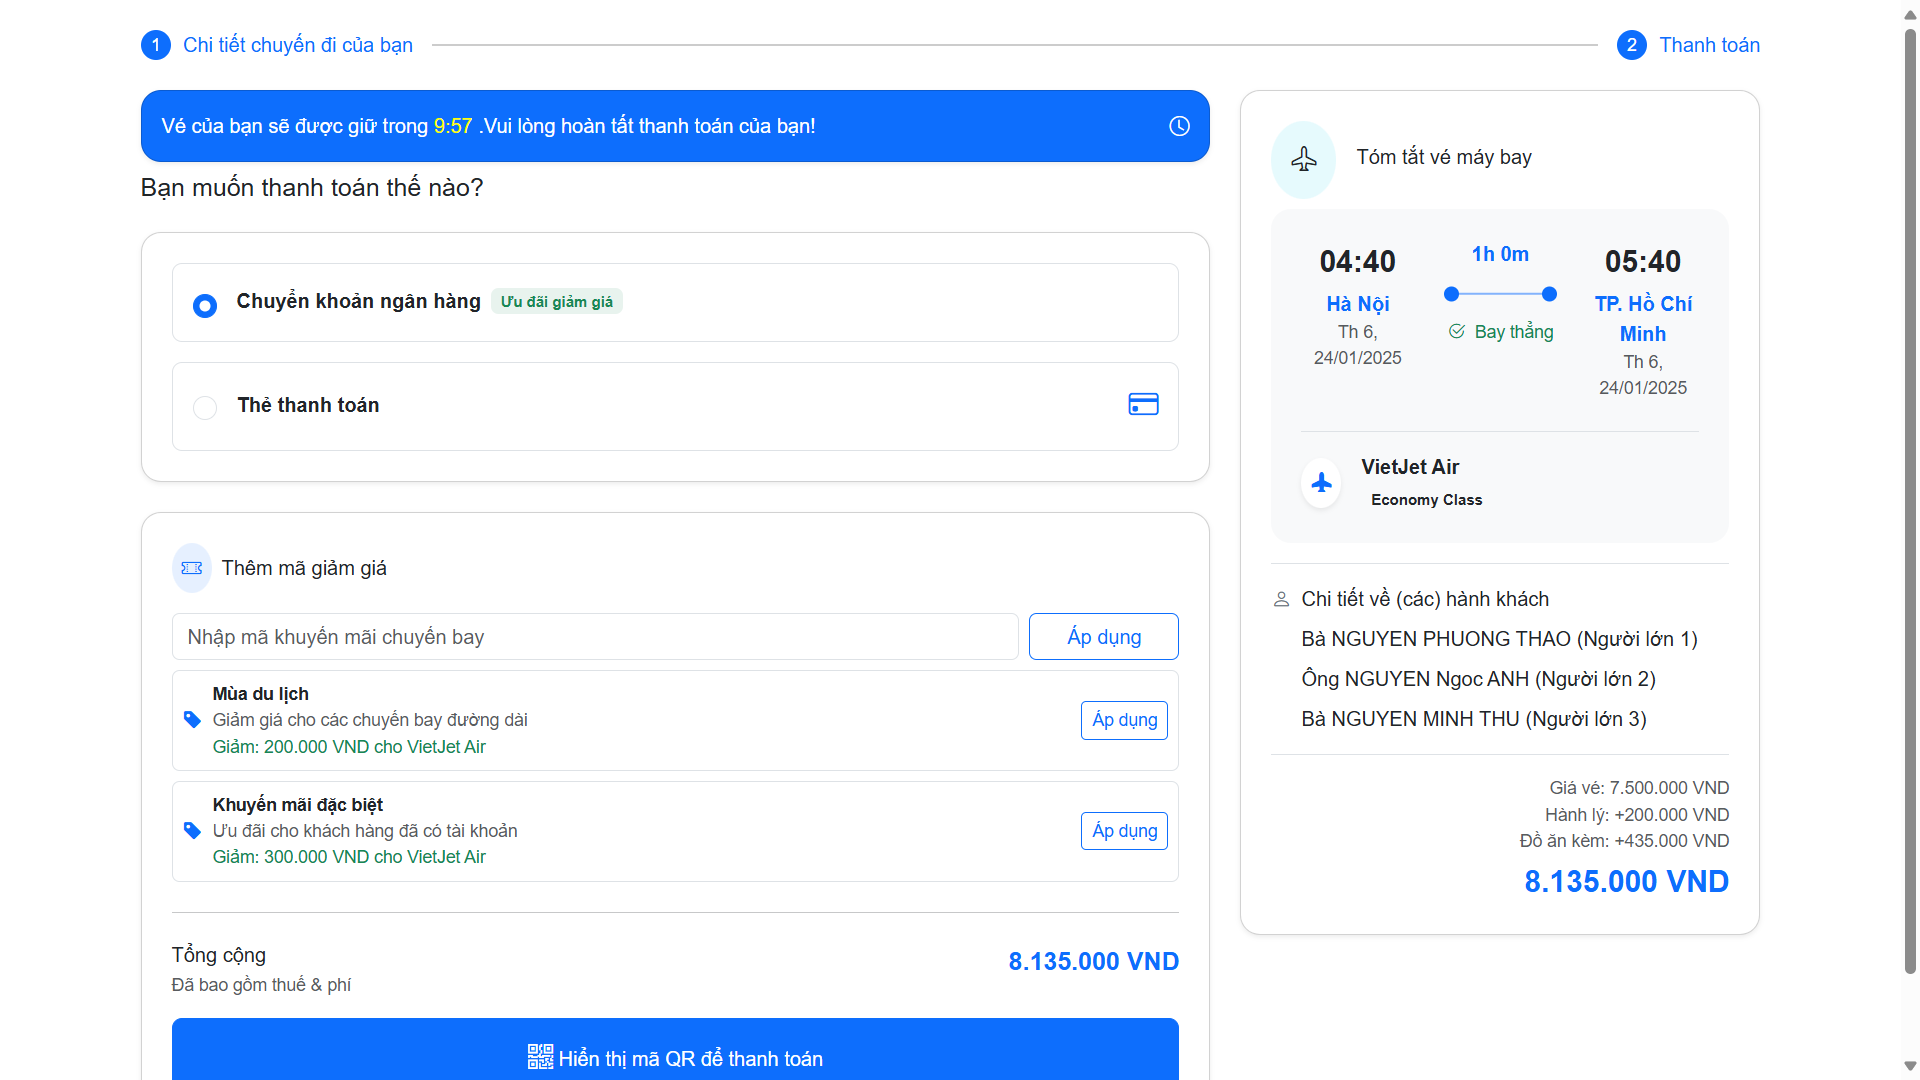 1 Chi tiết chuyến đi của bạn
2 Thanh toán
Vé của bạn sẽ được giữ trong 9:57 .Vui lòng hoàn tất thanh toán của bạn!
Bạn muốn thanh toán thế nào?
Chuyển khoản ngân hàng Ưu đãi giảm giá
Thẻ thanh toán
Thêm mã giảm giá
Nhập mã khuyến mãi chuyến bay
Áp dụng
Mùa du lịch
Giảm giá cho các chuyến bay đường dài
Giảm: 200.000 VND cho VietJet Air
Áp dụng
Khuyến mãi đặc biệt
Ưu đãi cho khách hàng đã có tài khoản
Giảm: 300.000 VND cho VietJet Air
Áp dụng
Tổng cộng
8.135.000 VND
Đã bao gồm thuế & phí
Hiển thị mã QR để thanh toán
Tóm tắt vé máy bay
04:40
Hà Nội
Th 6,
24/01/2025
1h 0m
Bay thẳng
05:40
TP. Hồ Chí
Minh
Th 6,
24/01/2025
VietJet Air
Economy Class
Chi tiết về (các) hành khách
Bà NGUYEN PHUONG THAO (Người lớn 1)
Ông NGUYEN Ngoc ANH (Người lớn 2)
Bà NGUYEN MINH THU (Người lớn 3)
Giá vé: 7.500.000 VND
Hành lý: +200.000 VND
Đồ ăn kèm: +435.000 VND
8.135.000 VND